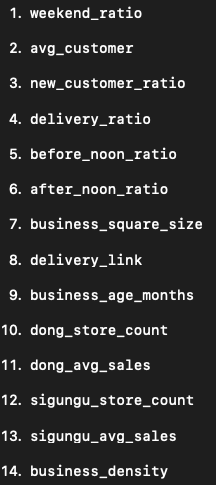 1. weekend_ratio
2. avg_customer
3. new_customer_ratio
4. delivery_ratio
5. before_noon_ratio
6. after_noon_ratio
7. business_square_size
8. delivery_link
9. business_age_months
10. dong_store_count
11. dong_avg_sales
12. sigungu_store_count
13. sigungu_avg_sales
14. business_density